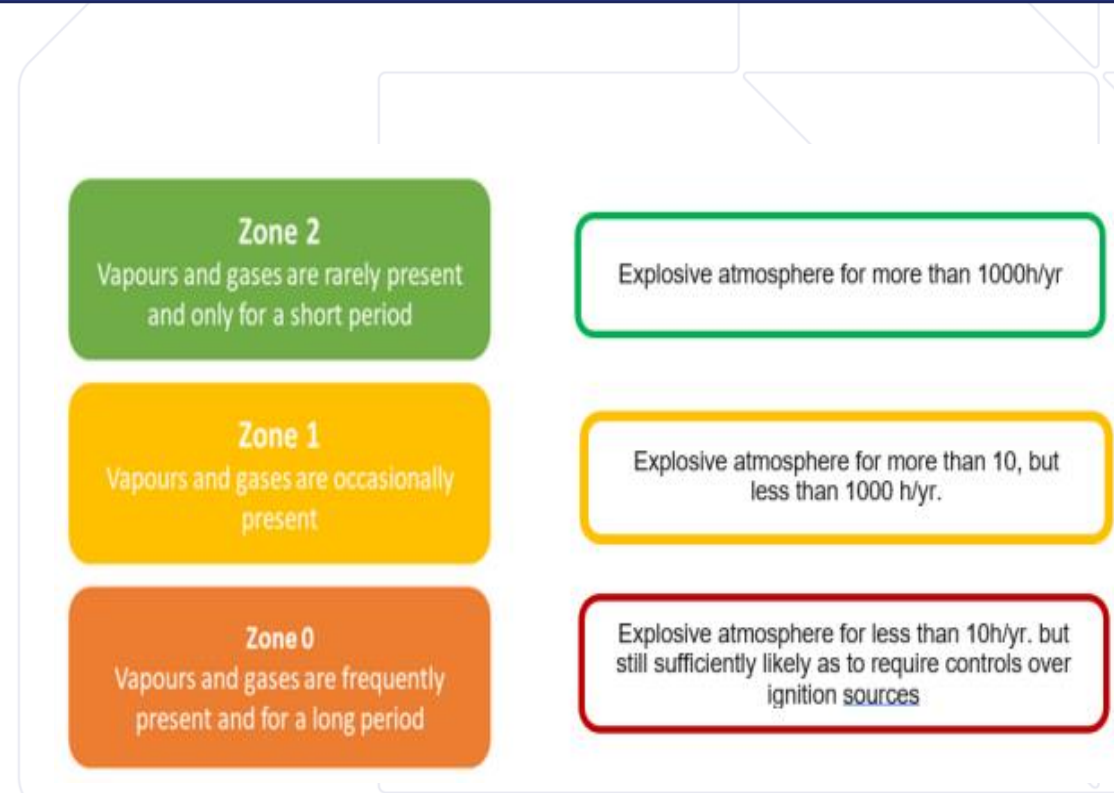 Zone 2
Vapours and gases are rarely present
and only for a short period
Explosive atmosphere for more than 1000h/yr
Zone 1
Vapours and gases are occasionally
present
Explosive atmosphere for more than 10, but
less than 1000 h/yr.
Zone 0
Vapours and gases are frequently
present and for a long period
Explosive atmosphere for less than 10h/yr. but
still sufficiently likely as to require controls over
ignition sources